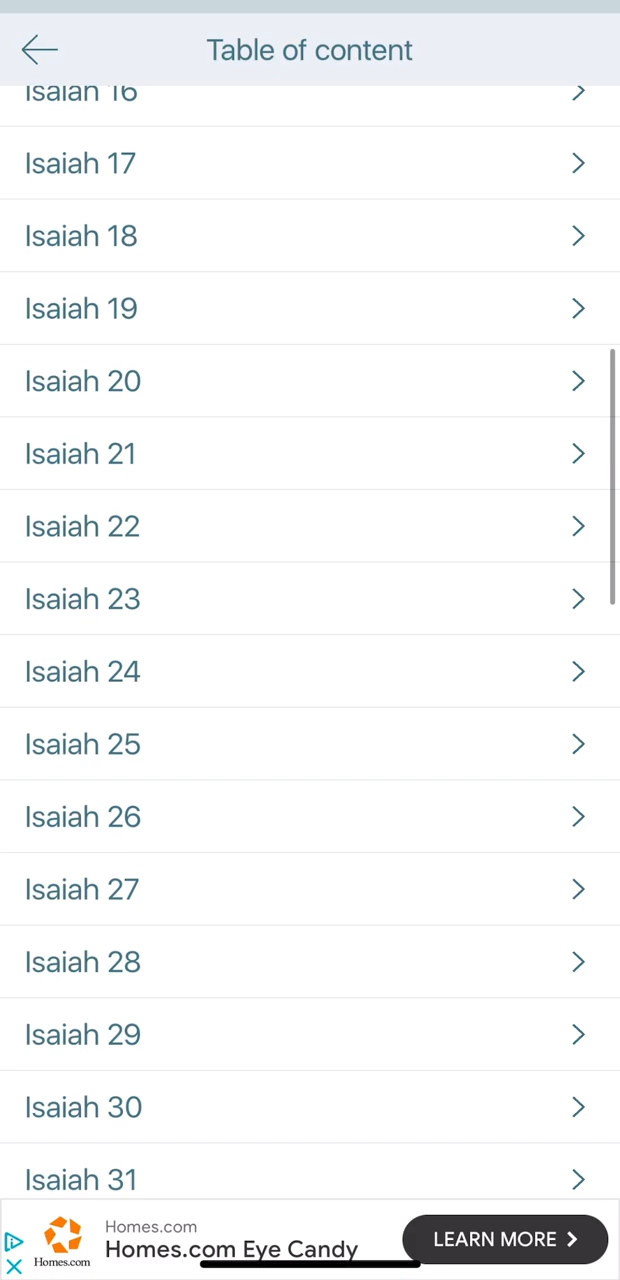 Table of content
Isaiah 16
Isaiah 17
Isaiah 18
Isaiah 19
Isaiah 20
Isaiah 21
Isaiah 22
Isaiah 23
Isaiah 24
Isaiah 25
Isaiah 26
Isaiah 27
Isaiah 28
Isaiah 29
Isaiah 30
Isaiah 31
Homes.com
Homes.com Eye Candy
LEARN MORE
Homes.com